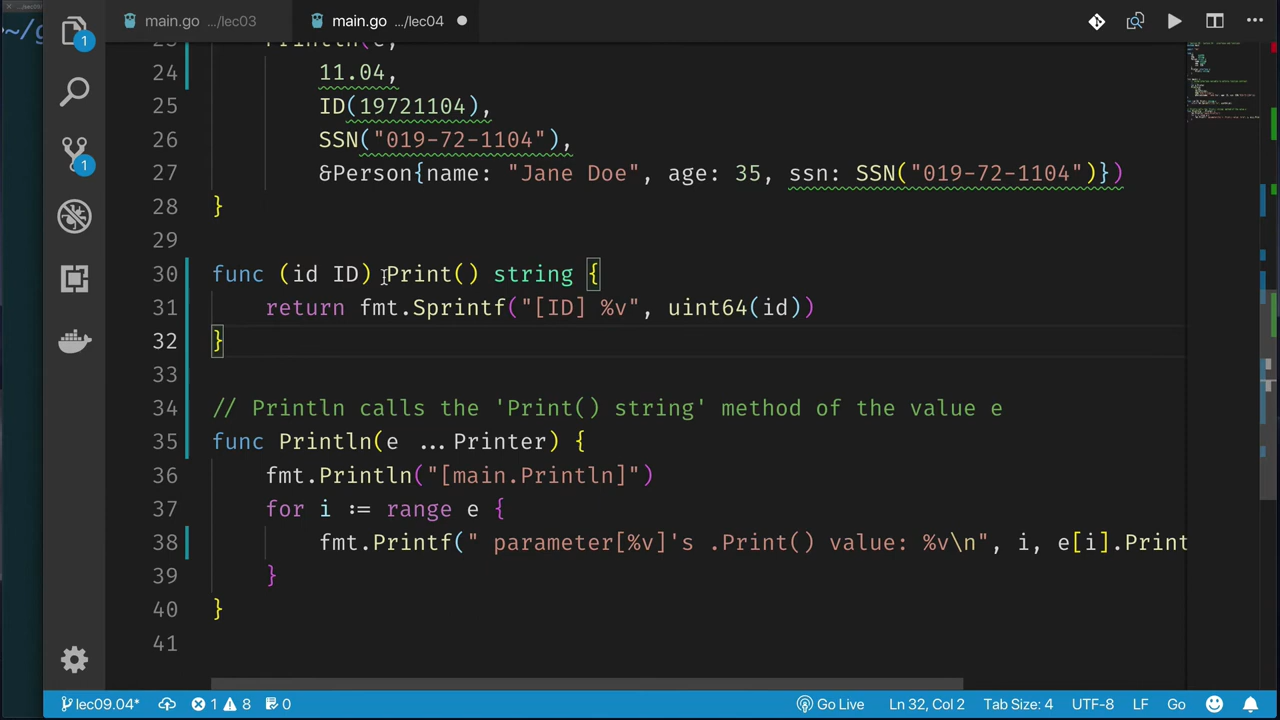 ~/g
main.go .../lec03
main.go .../lec04
1
1
24 11.04,
25 ID(19721104),
26 SSN("019-72-1104"),
27 &Person{name: "Jane Doe", age: 35, ssn: SSN("019-72-1104")})
28 }
29
30 func (id ID) Print() string {
31 return fmt.Sprintf("[ID] %v", uint64(id))
32 }
33
34 // Println calls the 'Print() string' method of the value e
35 func Println(e ...Printer) {
36 fmt.Println("[main.Println]")
37 for i := range e {
38 fmt.Printf(" parameter[%v]'s .Print() value: %v\n", i, e[i].Print
39 }
40 }
41
lec09.04* 1 8 0 Go Live Ln 32, Col 2 Tab Size: 4 UTF-8 LF Go